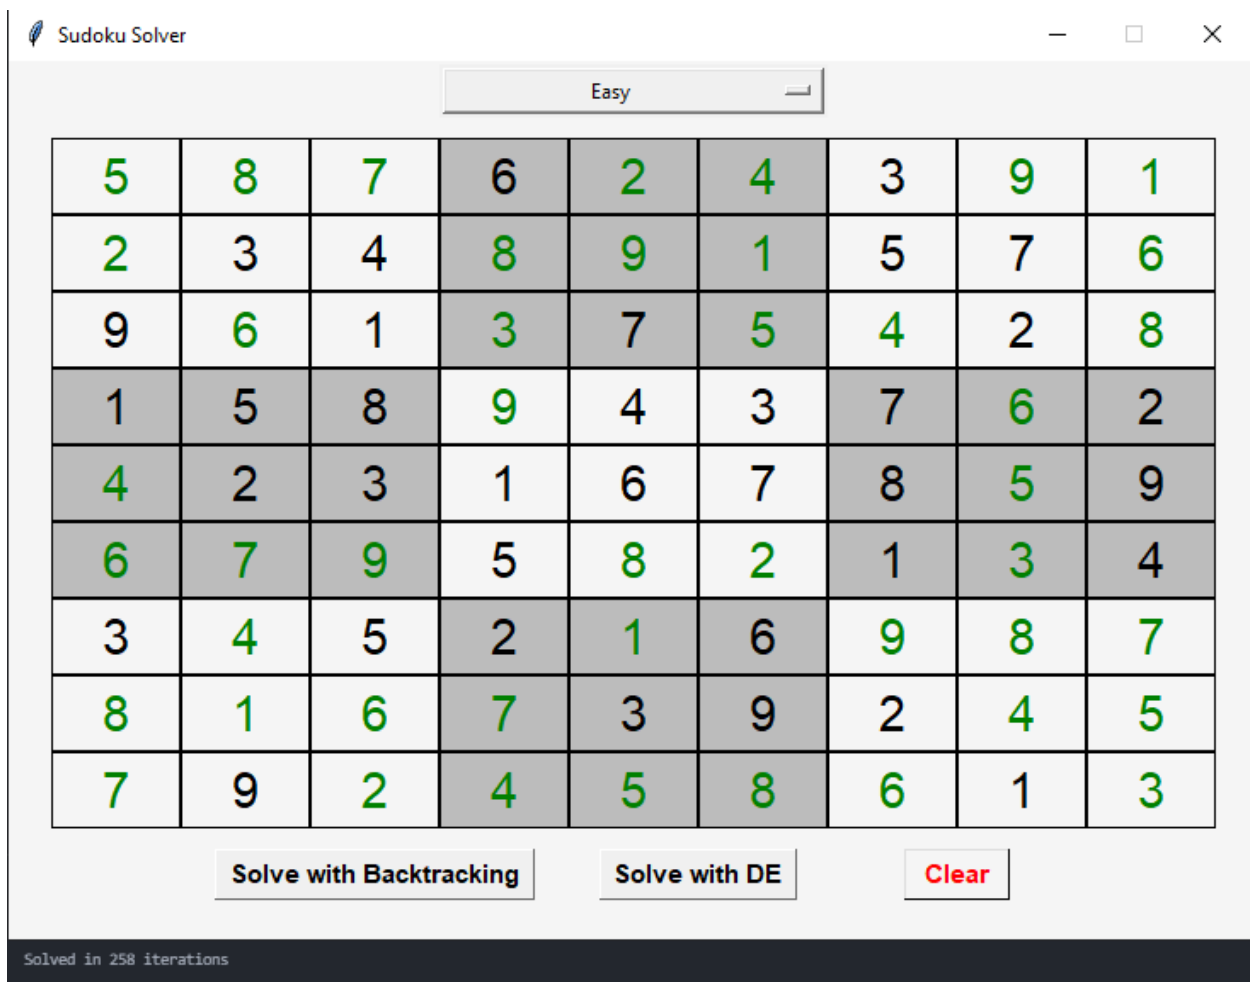 Sudoku Solver
Easy
5 8 7 6 2 4 3 9 1
2 3 4 8 9 1 5 7 6
9 6 1 3 7 5 4 2 8
1 5 8 9 4 3 7 6 2
4 2 3 1 6 7 8 5 9
6 7 9 5 8 2 1 3 4
3 4 5 2 1 6 9 8 7
8 1 6 7 3 9 2 4 5
7 9 2 4 5 8 6 1 3
Solve with Backtracking Solve with DE Clear
Solved in 258 iterations